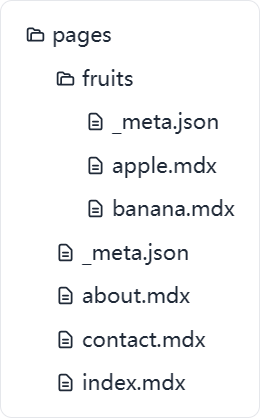 pages
fruits
_meta.json
apple.mdx
banana.mdx
_meta.json
about.mdx
contact.mdx
index.mdx